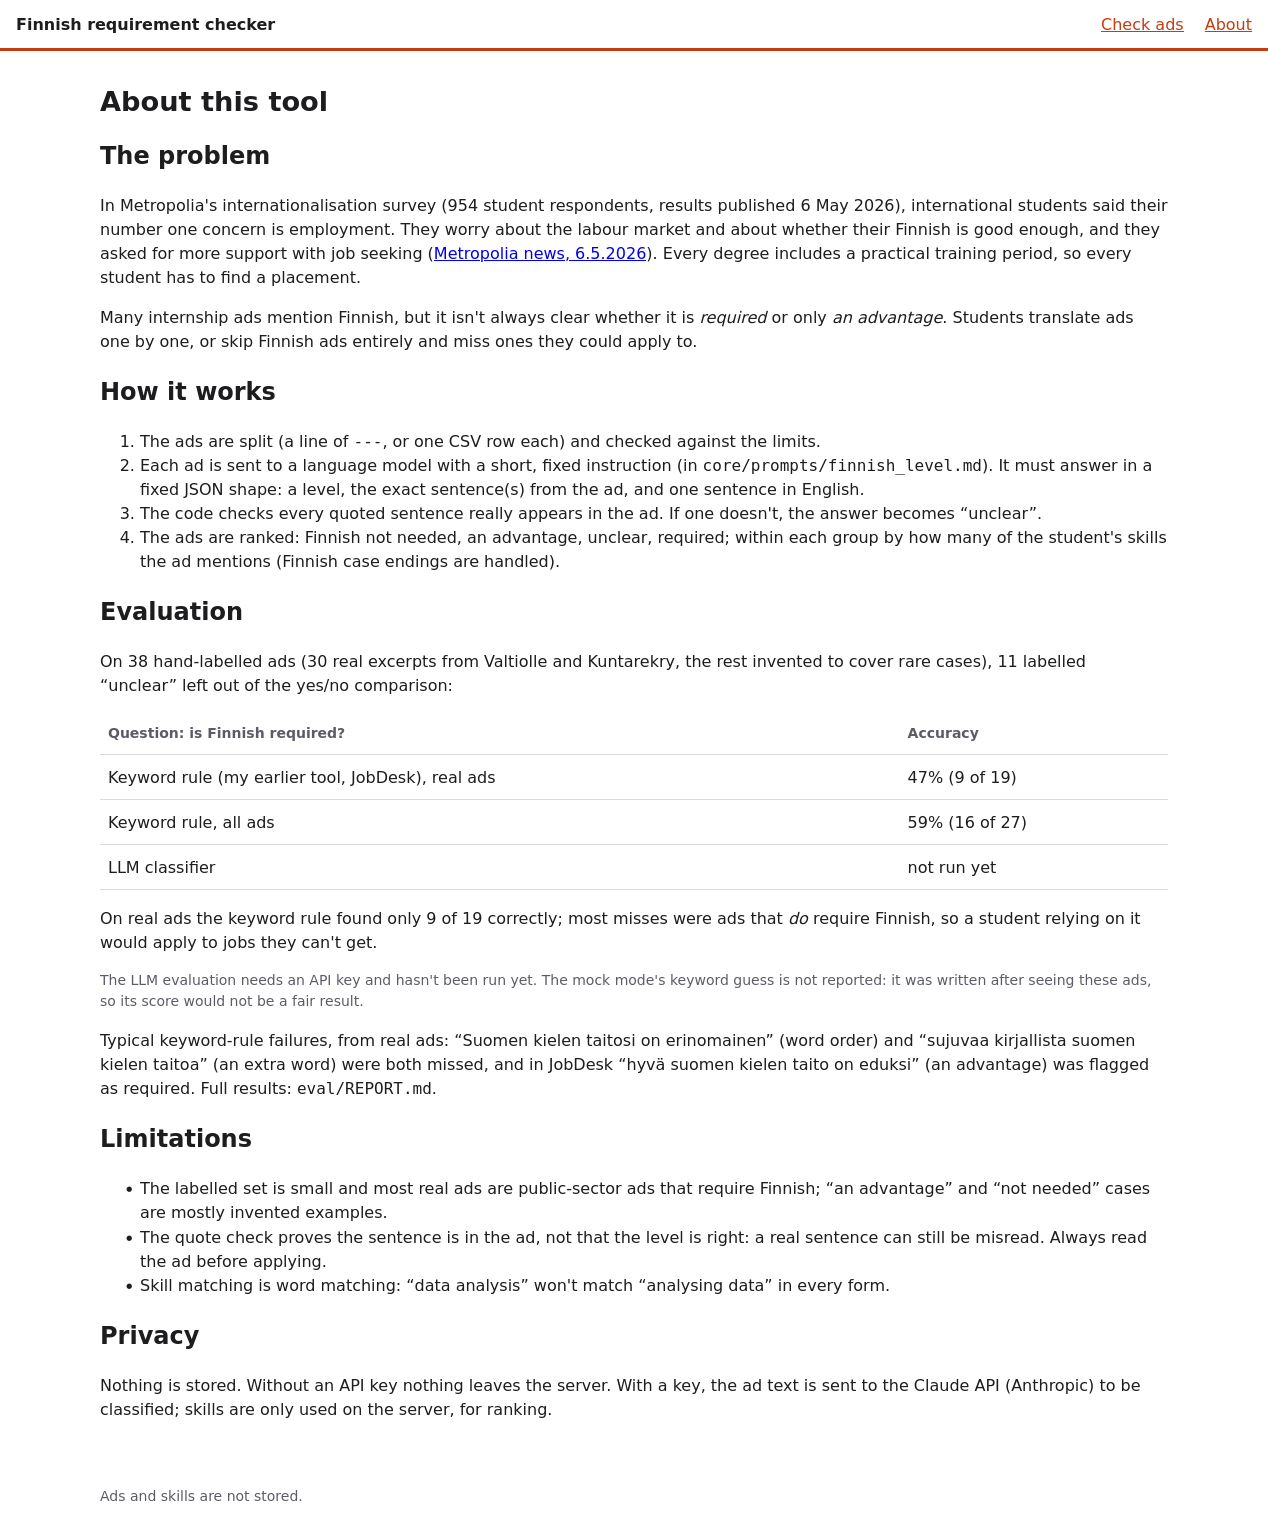 Finnish requirement checker
Check ads About
About this tool
The problem
In Metropolia's internationalisation survey (954 student respondents, results published 6 May 2026), international students said their
number one concern is employment. They worry about the labour market and about whether their Finnish is good enough, and they
asked for more support with job seeking (Metropolia news, 6.5.2026). Every degree includes a practical training period, so every
student has to find a placement.
Many internship ads mention Finnish, but it isn't always clear whether it is required or only an advantage. Students translate ads
one by one, or skip Finnish ads entirely and miss ones they could apply to.
How it works
1. The ads are split (a line of ---, or one CSV row each) and checked against the limits.
2. Each ad is sent to a language model with a short, fixed instruction (in core/prompts/finnish_level.md). It must answer in a
fixed JSON shape: a level, the exact sentence(s) from the ad, and one sentence in English.
3. The code checks every quoted sentence really appears in the ad. If one doesn't, the answer becomes “unclear”.
4. The ads are ranked: Finnish not needed, an advantage, unclear, required; within each group by how many of the student's skills
the ad mentions (Finnish case endings are handled).
Evaluation
On 38 hand-labelled ads (30 real excerpts from Valtiolle and Kuntarekry, the rest invented to cover rare cases), 11 labelled
“unclear” left out of the yes/no comparison:
Question: is Finnish required? Accuracy
Keyword rule (my earlier tool, JobDesk), real ads 47% (9 of 19)
Keyword rule, all ads 59% (16 of 27)
LLM classifier not run yet
On real ads the keyword rule found only 9 of 19 correctly; most misses were ads that do require Finnish, so a student relying on it
would apply to jobs they can't get.
The LLM evaluation needs an API key and hasn't been run yet. The mock mode's keyword guess is not reported: it was written after seeing these ads,
so its score would not be a fair result.
Typical keyword-rule failures, from real ads: “Suomen kielen taitosi on erinomainen” (word order) and “sujuvaa kirjallista suomen
kielen taitoa” (an extra word) were both missed, and in JobDesk “hyvä suomen kielen taito on eduksi” (an advantage) was flagged
as required. Full results: eval/REPORT.md.
Limitations
• The labelled set is small and most real ads are public-sector ads that require Finnish; “an advantage” and “not needed” cases
are mostly invented examples.
• The quote check proves the sentence is in the ad, not that the level is right: a real sentence can still be misread. Always read
the ad before applying.
• Skill matching is word matching: “data analysis” won't match “analysing data” in every form.
Privacy
Nothing is stored. Without an API key nothing leaves the server. With a key, the ad text is sent to the Claude API (Anthropic) to be
classified; skills are only used on the server, for ranking.
Ads and skills are not stored.